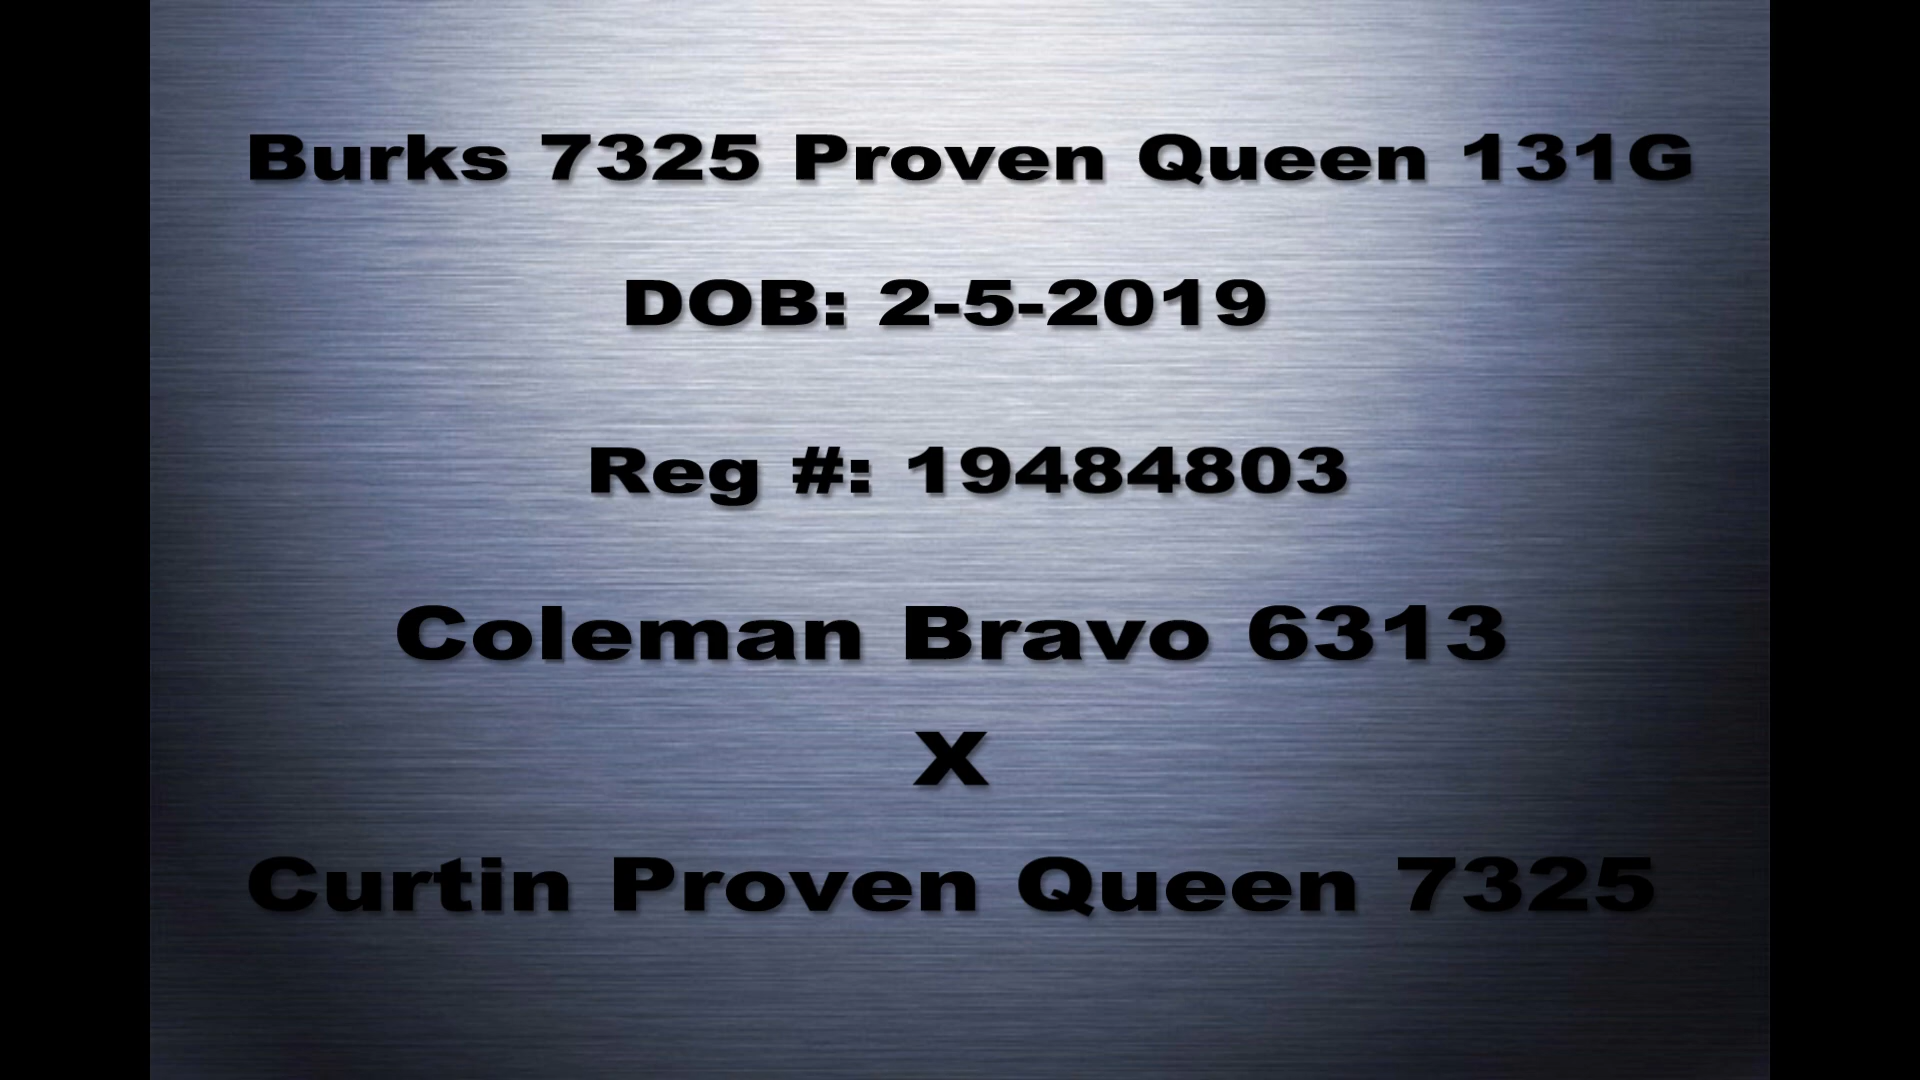 Burks 7325 Proven Queen 131G
DOB: 2-5-2019
Reg #: 19484803
Coleman Bravo 6313
X
Curtin Proven Queen 7325